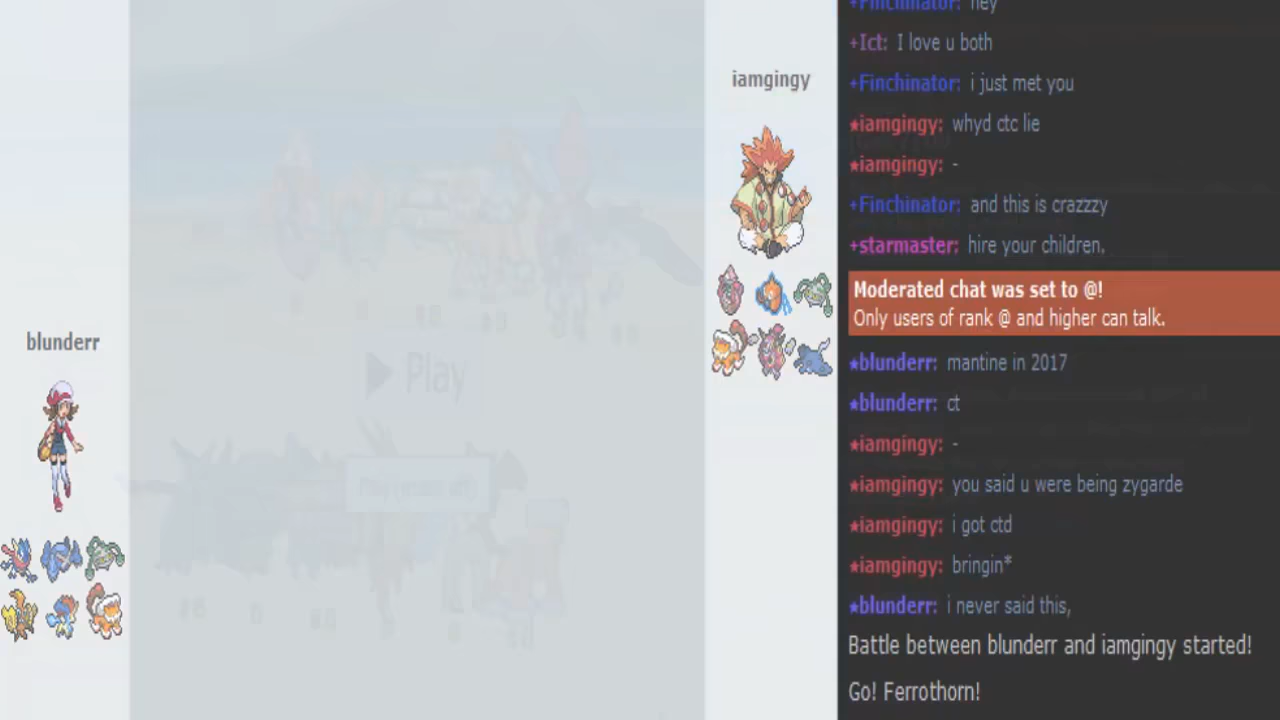 iamgingy
blunderr
Play
+Finchinator: hey
+Ict: I love u both
+Finchinator: i just met you
★iamgingy: whyd ctc lie
★iamgingy: -
+Finchinator: and this is crazzzy
+starmaster: hire your children.
Moderated chat was set to @!
Only users of rank @ and higher can talk.
★blunderr: mantine in 2017
★blunderr: ct
★iamgingy: -
★iamgingy: you said u were being zygarde
★iamgingy: i got ctd
★iamgingy: bringin*
★blunderr: i never said this,
Battle between blunderr and iamgingy started!
Go! Ferrothorn!